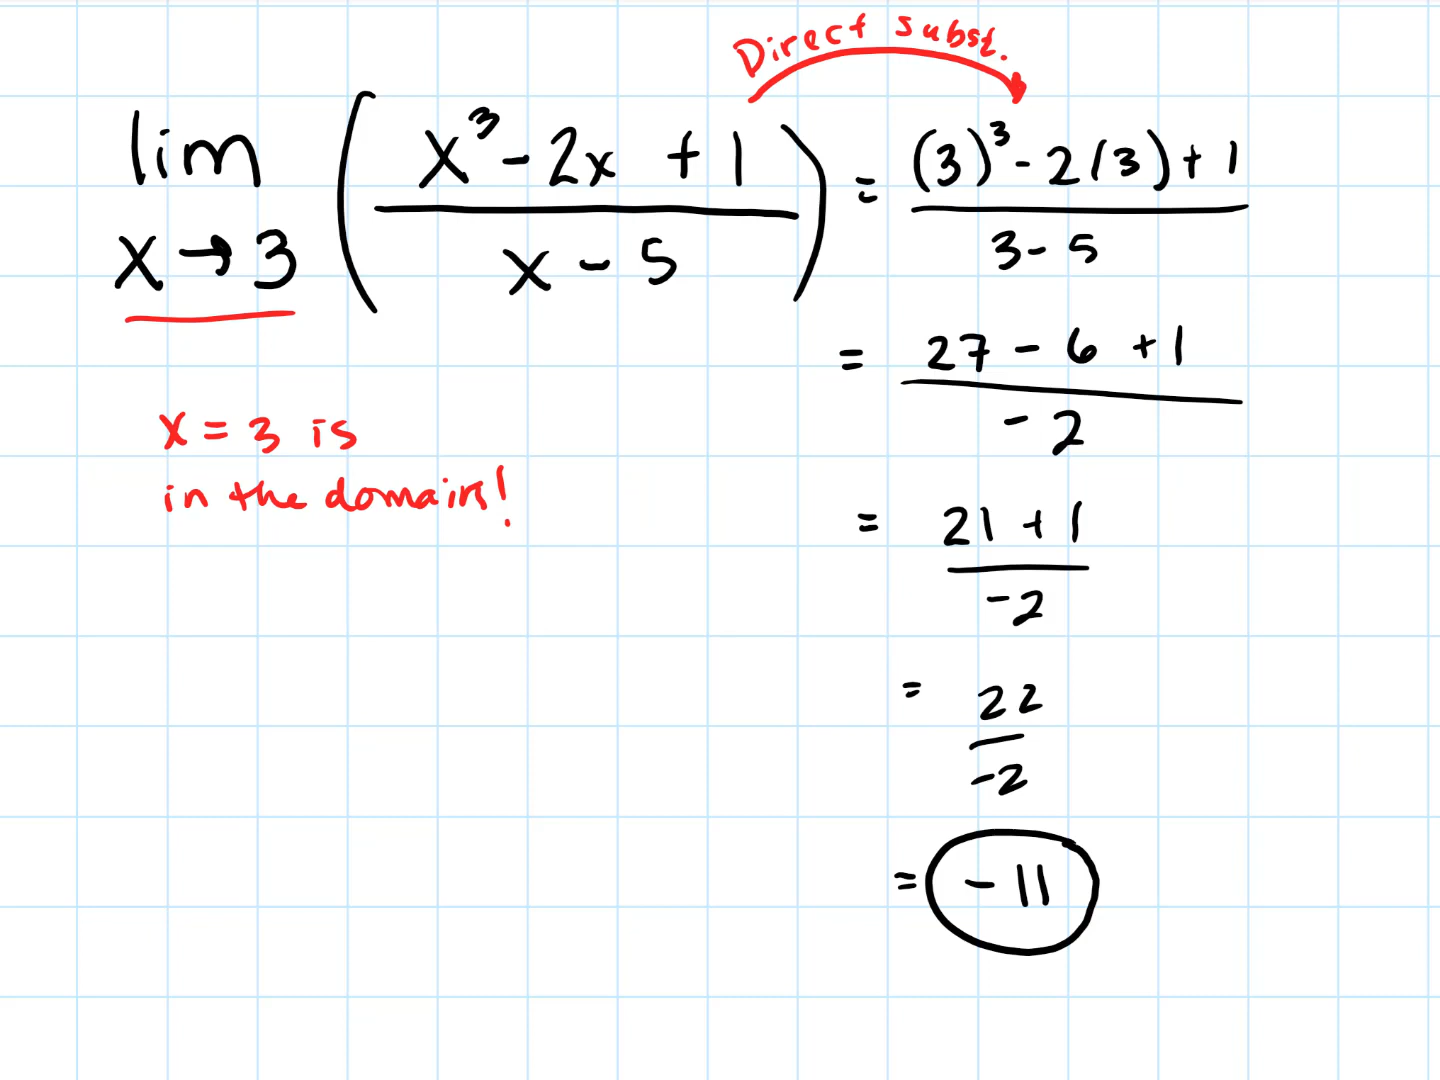 Direct subst.
lim x→3 ( (x³ - 2x + 1) / (x - 5) ) = ((3)³ - 2(3) + 1) / (3 - 5)
= (27 - 6 + 1) / -2
x = 3 is
in the domain!
= (21 + 1) / -2
= 22 / -2
= -11